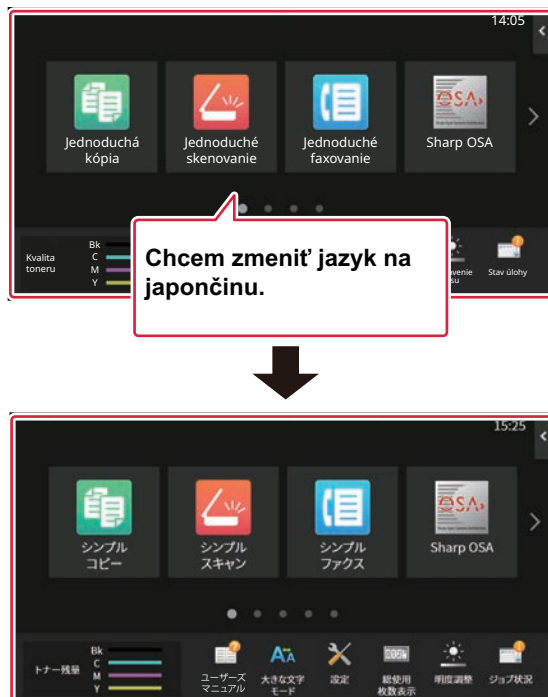 14:05
Jednoduchá
kópia
Jednoduché
skenovanie
Jednoduché
faxovanie
OSA
Sharp OSA
Kvalita
toneru
Bk
C
M
Y
Chcem zmeniť jazyk na
japončinu.
Stav úlohy
15:25
シンプル
コピー
シンプル
スキャン
シンプル
ファクス
OSA
Sharp OSA
トナー残量
Bk
C
M
Y
ユーザーズ
マニュアル
大きな文字
モード
設定
総使用
枚数表示
明度調整
ジョブ状況